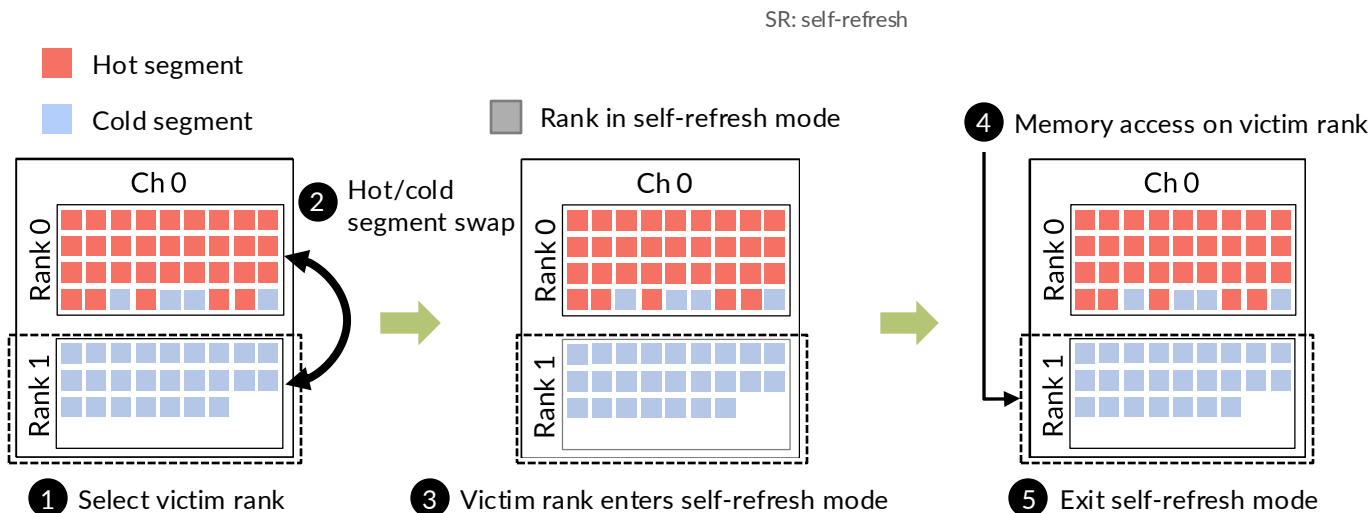 SR: self-refresh
Hot segment
Cold segment
Rank in self-refresh mode
4 Memory access on victim rank
Ch 0
Rank 0
Rank 1
2 Hot/cold
segment swap
Ch 0
Rank 0
Rank 1
Ch 0
Rank 0
Rank 1
1 Select victim rank
3 Victim rank enters self-refresh mode
5 Exit self-refresh mode